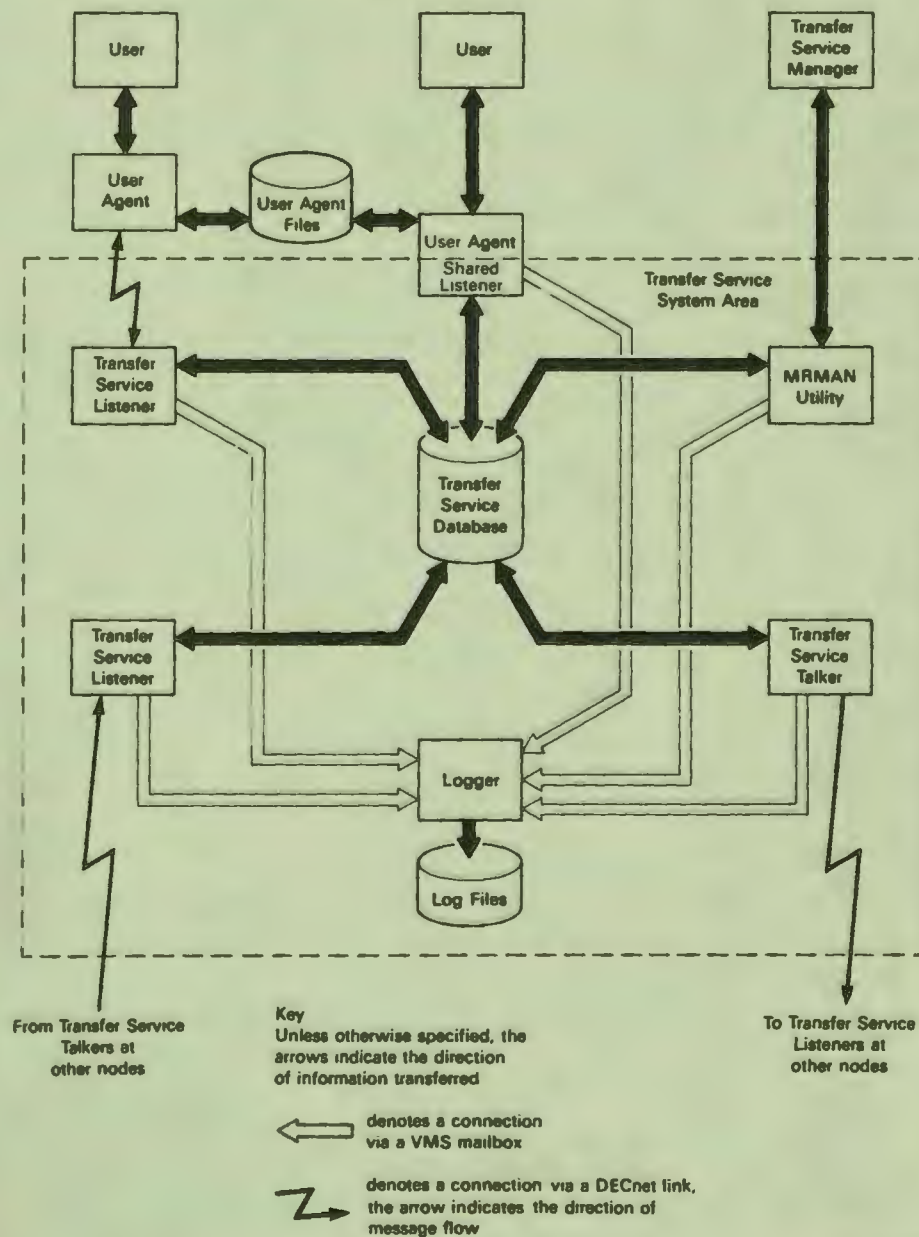 User
User
Transfer
Service
Manager
User
Agent
User Agent
Files
User Agent
Shared
Listener
Transfer Service
System Area
Transfer
Service
Listener
MRMAN
Utility
Transfer
Service
Database
Transfer
Service
Listener
Transfer
Service
Talker
Logger
Log Files
From Transfer Service
Talkers at
other nodes
To Transfer Service
Listeners at
other nodes
Key
Unless otherwise specified, the
arrows indicate the direction
of information transferred
denotes a connection
via a VMS mailbox
denotes a connection via a DECnet link,
the arrow indicates the direction of
message flow